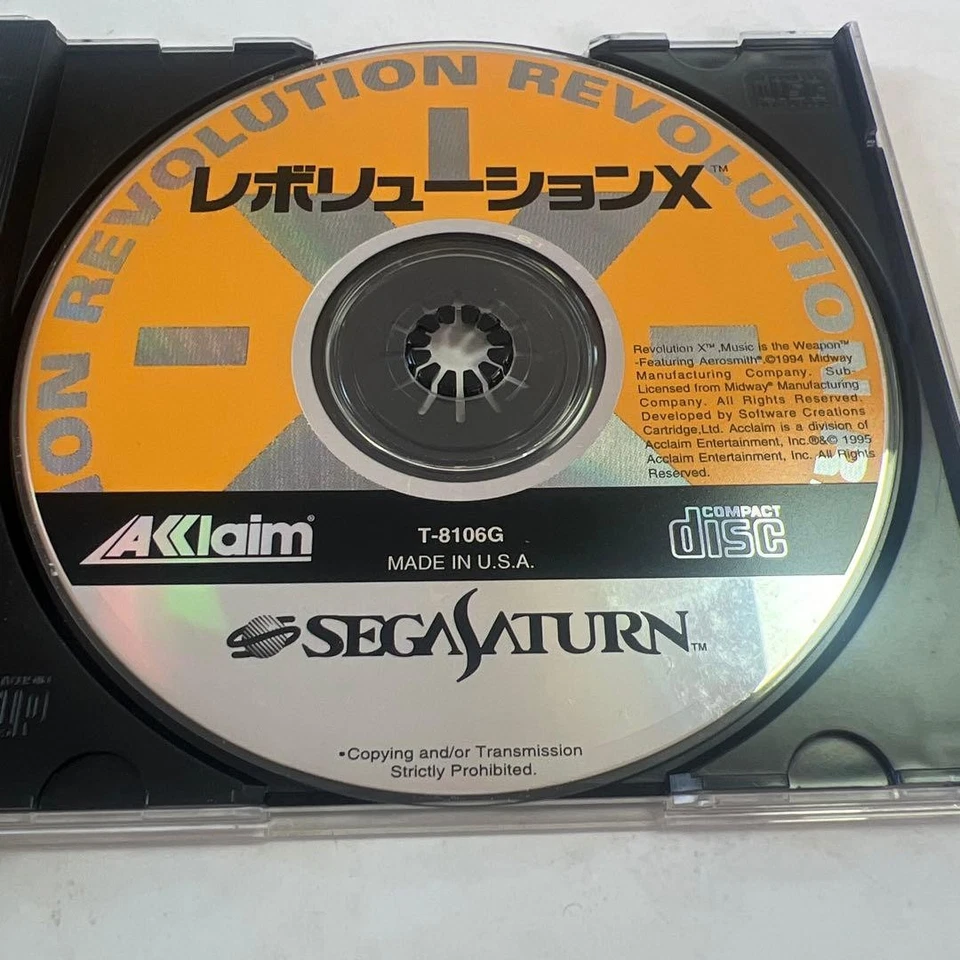 ION REVOLUTION REVOLUTION R
レボリューションX™
Revolution X™,Music is the Weapon™
-Featuring Aerosmith®,©1994 Midway
Manufacturing Company. Sub-
Licensed from Midway® Manufacturing
Company. All Rights Reserved.
Developed by Software Creations
Cartridge,Ltd. Acclaim is a division of
Acclaim Entertainment, Inc.®&© 1995
Acclaim Entertainment, Inc. All Rights
Reserved.
AKKlaim®
T-8106G
MADE IN U.S.A.
COMPACT
disc
SEGA SATURN™
•Copying and/or Transmission
Strictly Prohibited.